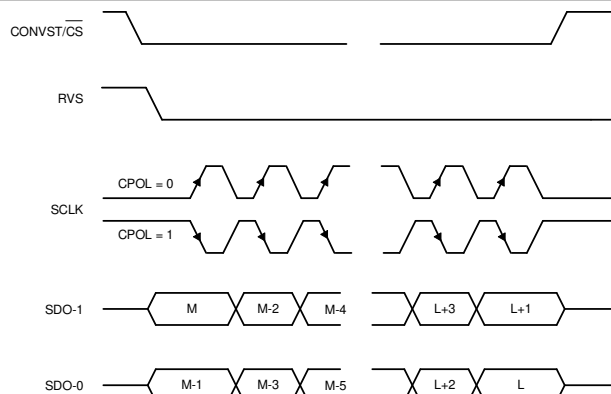 CONVST/CS
RVS
CPOL = 0
SCLK
CPOL = 1
SDO-1 M M-2 M-4 L+3 L+1
SDO-0 M-1 M-3 M-5 L+2 L